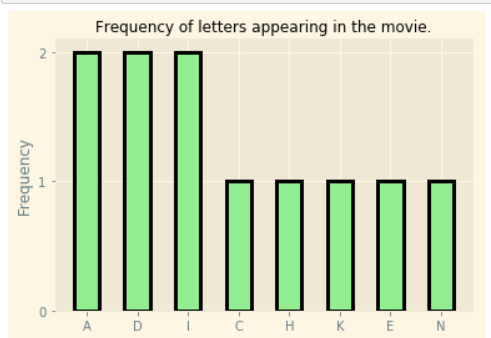 Frequency of letters appearing in the movie.
Frequency
2
1
0
A D I C H K E N